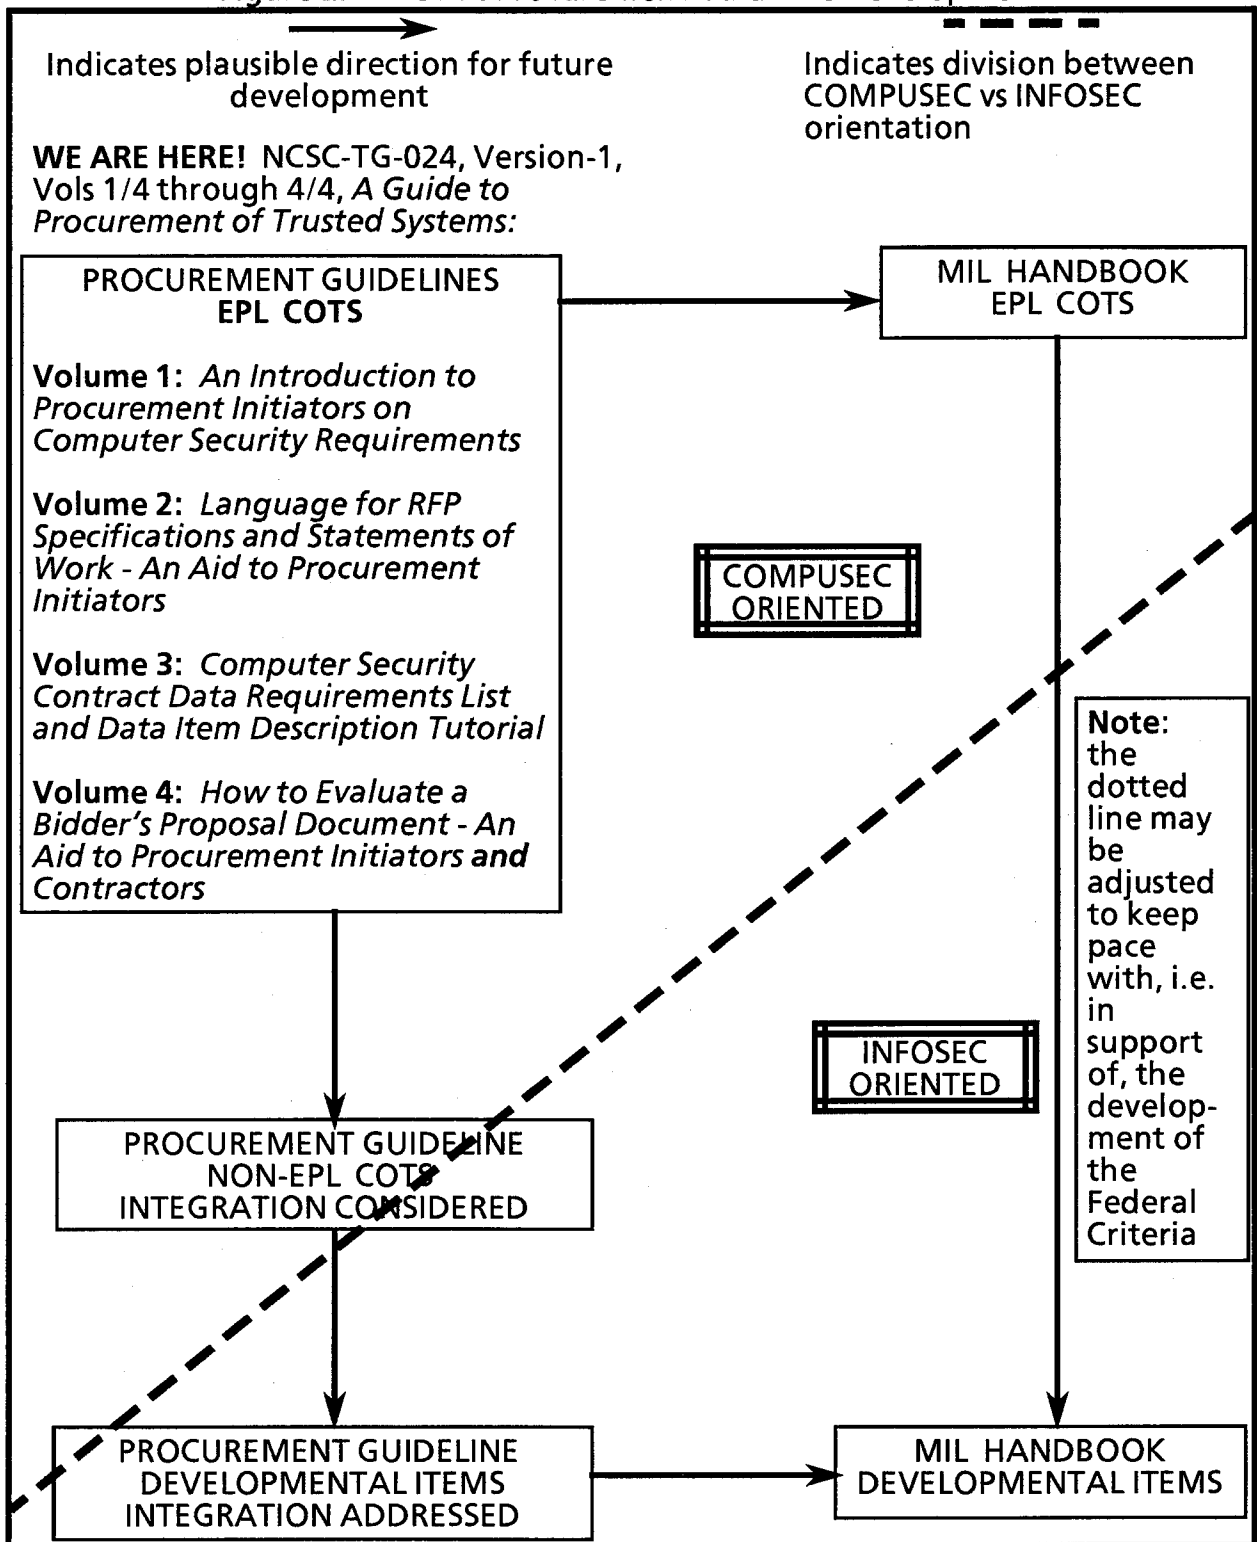 Indicates plausible direction for future
development
Indicates division between
COMPUSEC vs INFOSEC
orientation
WE ARE HERE! NCSC-TG-024, Version-1,
Vols 1/4 through 4/4, A Guide to
Procurement of Trusted Systems:
PROCUREMENT GUIDELINES
EPL COTS
Volume 1: An Introduction to
Procurement Initiators on
Computer Security Requirements
Volume 2: Language for RFP
Specifications and Statements of
Work - An Aid to Procurement
Initiators
Volume 3: Computer Security
Contract Data Requirements List
and Data Item Description Tutorial
Volume 4: How to Evaluate a
Bidder's Proposal Document - An
Aid to Procurement Initiators and
Contractors
MIL HANDBOOK
EPL COTS
COMPUSEC
ORIENTED
Note:
the
dotted
line may
be
adjusted
to keep
pace
with, i.e.
in
support
of, the
develop-
ment of
the
Federal
Criteria
INFOSEC
ORIENTED
PROCUREMENT GUIDELINE
NON-EPL COTS
INTEGRATION CONSIDERED
PROCUREMENT GUIDELINE
DEVELOPMENTAL ITEMS
INTEGRATION ADDRESSED
MIL HANDBOOK
DEVELOPMENTAL ITEMS